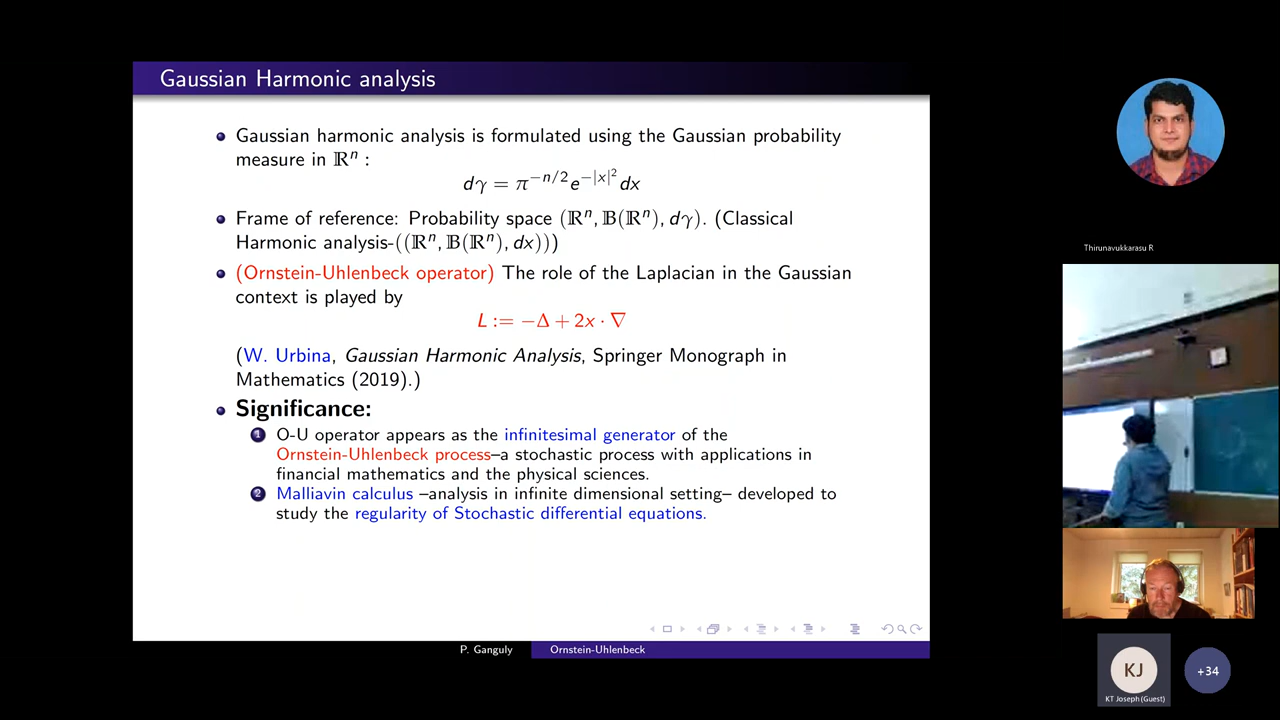 Gaussian Harmonic analysis
Gaussian harmonic analysis is formulated using the Gaussian probability
measure in ℝⁿ :
dγ = π^{-n/2} e^{-|x|²} dx
Frame of reference: Probability space (ℝⁿ, 𝔹(ℝⁿ), dγ). (Classical
Harmonic analysis-((ℝⁿ, 𝔹(ℝⁿ), dx)))
(Ornstein-Uhlenbeck operator) The role of the Laplacian in the Gaussian
context is played by
L := −Δ + 2x · ∇
(W. Urbina, Gaussian Harmonic Analysis, Springer Monograph in
Mathematics (2019).)
Significance:
1 O-U operator appears as the infinitesimal generator of the
Ornstein-Uhlenbeck process–a stochastic process with applications in
financial mathematics and the physical sciences.
2 Malliavin calculus –analysis in infinite dimensional setting– developed to
study the regularity of Stochastic differential equations.
P. Ganguly
Ornstein-Uhlenbeck
Thirunavukkarasu R
KJ
KT Joseph (Guest)
+34